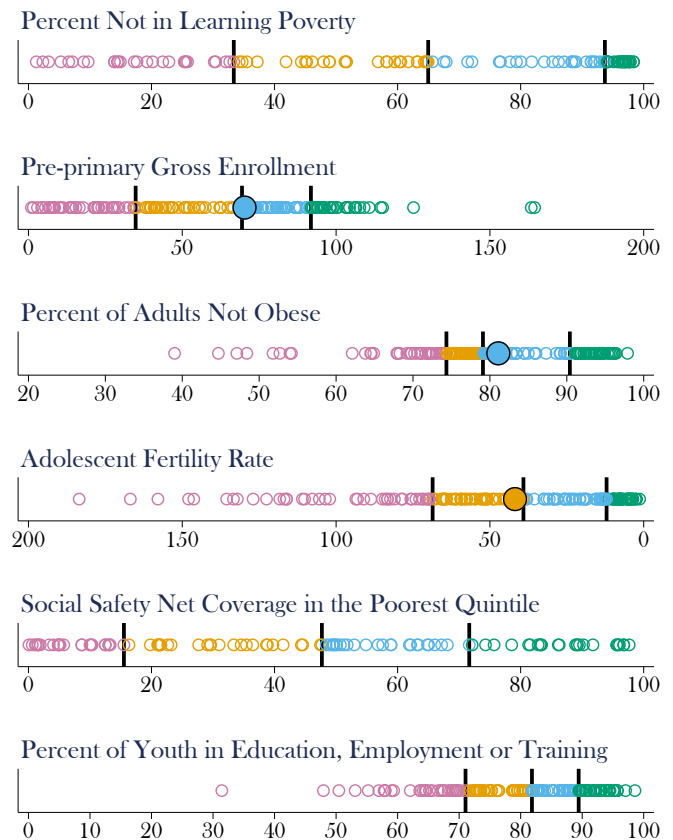 Percent Not in Learning Poverty
0 20 40 60 80 100
Pre-primary Gross Enrollment
0 50 100 150 200
Percent of Adults Not Obese
20 30 40 50 60 70 80 90 100
Adolescent Fertility Rate
200 150 100 50 0
Social Safety Net Coverage in the Poorest Quintile
0 20 40 60 80 100
Percent of Youth in Education, Employment or Training
0 10 20 30 40 50 60 70 80 90 100